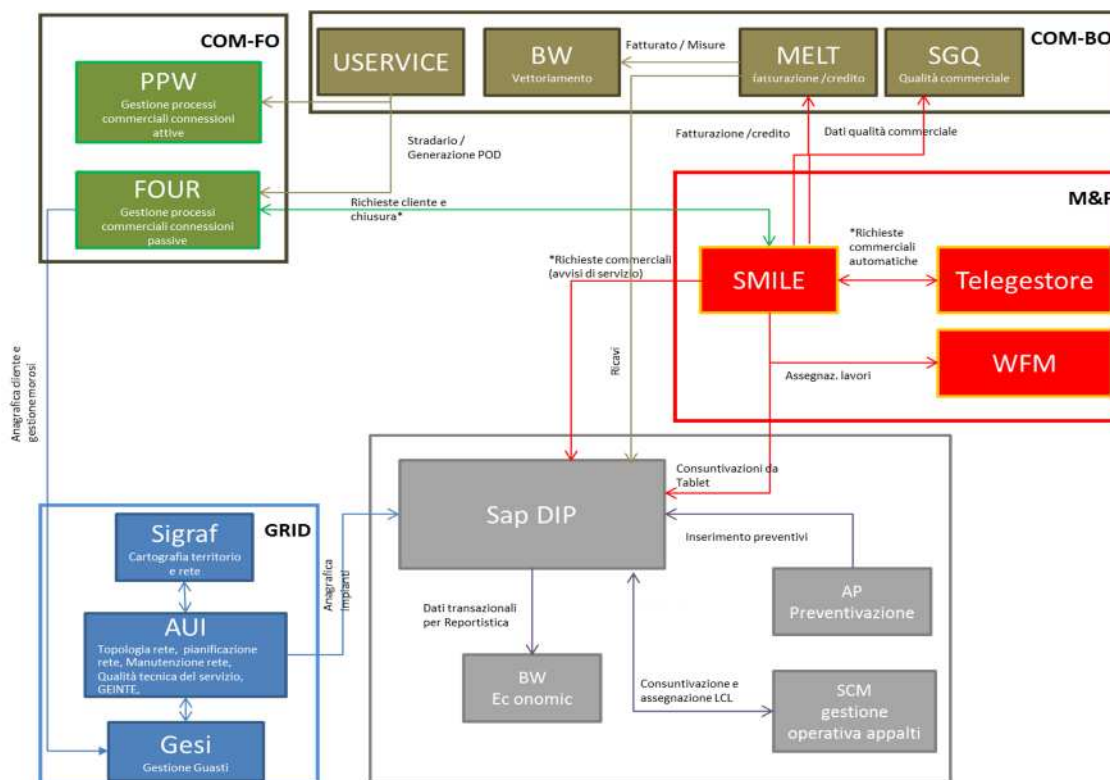 COM-FO
PPW
Gestione processi
commerciali connessioni
attive
FOUR
Gestione processi
commerciali connessioni
passive
COM-BO
USERVICE
BW
Vettoriamento
Fatturato / Misure
MELT
fatturazione /credito
SGQ
Qualità commerciale
Stradario /
Generazione POD
Fatturazione /credito
Dati qualità commerciale
Richieste cliente e
chiusura*
M&F
*Richieste
commerciali
automatiche
*Richieste commerciali
(avvisi di servizio)
SMILE
Telegestore
WFM
Assegnaz. lavori
Ricavi
Anagrafica cliente e
gestione morosi
GRID
Sigraf
Cartografia territorio
e rete
AUI
Topologia rete, pianificazione
rete, Manutenzione rete,
Qualità tecnica del servizio,
GEINTE,
Gesi
Gestione Guasti
Anagrafica
Impianti
Sap DIP
Consuntivazioni da
Tablet
Inserimento preventivi
AP
Preventivazione
Dati transazionali
per Reportistica
BW
Ec onomic
Consuntivazione e
assegnazione LCL
SCM
gestione
operativa appalti